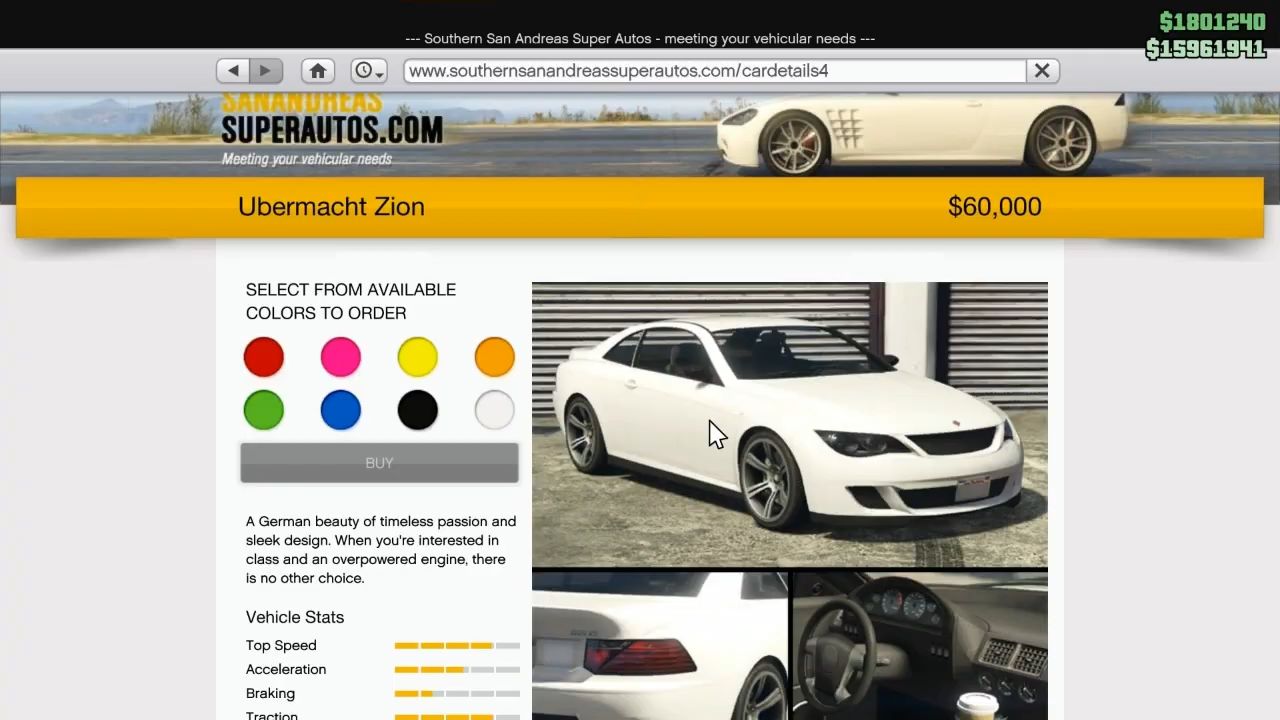 $1801240
--- Southern San Andreas Super Autos - meeting your vehicular needs ---
$15961941
www.southernsanandreassuperautos.com/cardetails4
SANANDREAS
SUPERAUTOS.COM
Meeting your vehicular needs
Ubermacht Zion
$60,000
SELECT FROM AVAILABLE
COLORS TO ORDER
BUY
A German beauty of timeless passion and
sleek design. When you're interested in
class and an overpowered engine, there
is no other choice.
Vehicle Stats
Top Speed
Acceleration
Braking
Traction